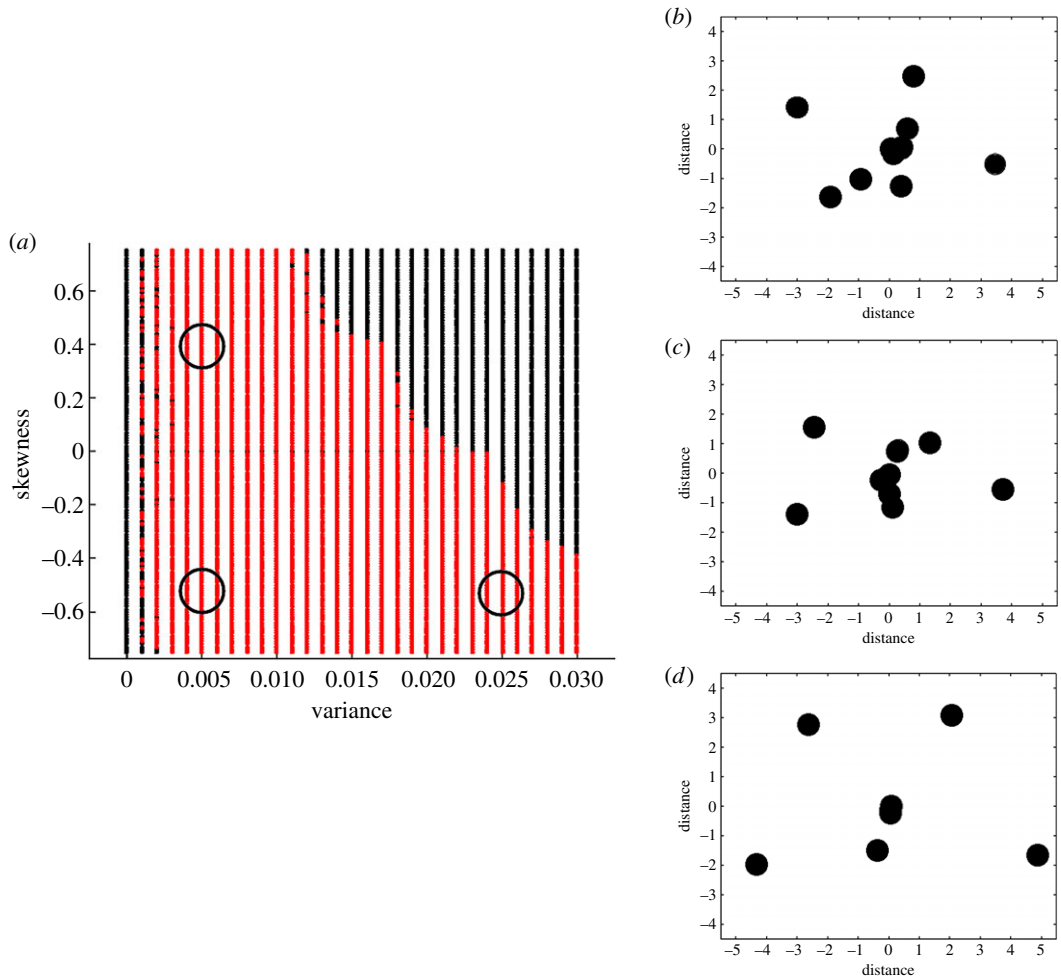 (a)
0.6
0.4
0.2
0
–0.2
–0.4
–0.6
skewness
0 0.005 0.010 0.015 0.020 0.025 0.030
variance
(b)
4
3
2
1
0
–1
–2
–3
–4
distance
–5 –4 –3 –2 –1 0 1 2 3 4 5
distance
(c)
4
3
2
1
0
–1
–2
–3
–4
distance
–5 –4 –3 –2 –1 0 1 2 3 4 5
distance
(d)
4
3
2
1
0
–1
–2
–3
–4
distance
–5 –4 –3 –2 –1 0 1 2 3 4 5
distance